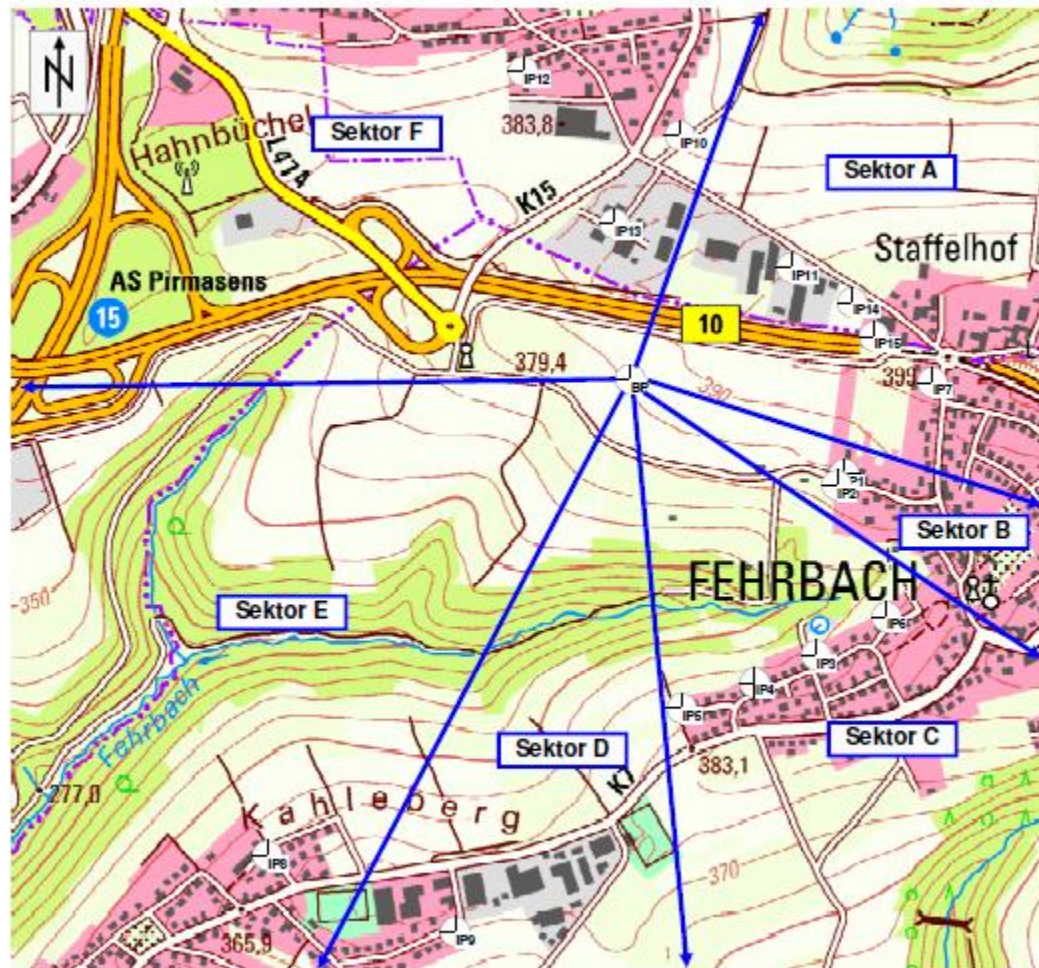 N
IP12
383,8
Sektor F
Hahnbüchel
L474
IP10
Sektor A
K15
IP13
Staffelhof
AS Pirmasens
IP11
IP14
15
10
IP15
379,4
BP
390
399
IP7
IP1
IP2
Sektor B
FEHRBACH
350
Sektor E
IP6
IP3
IP4
Fehrbach
IP5
Sektor D
Sektor C
K7
383,1
277,0
Kahleberg
IP8
370
IP9
365,9